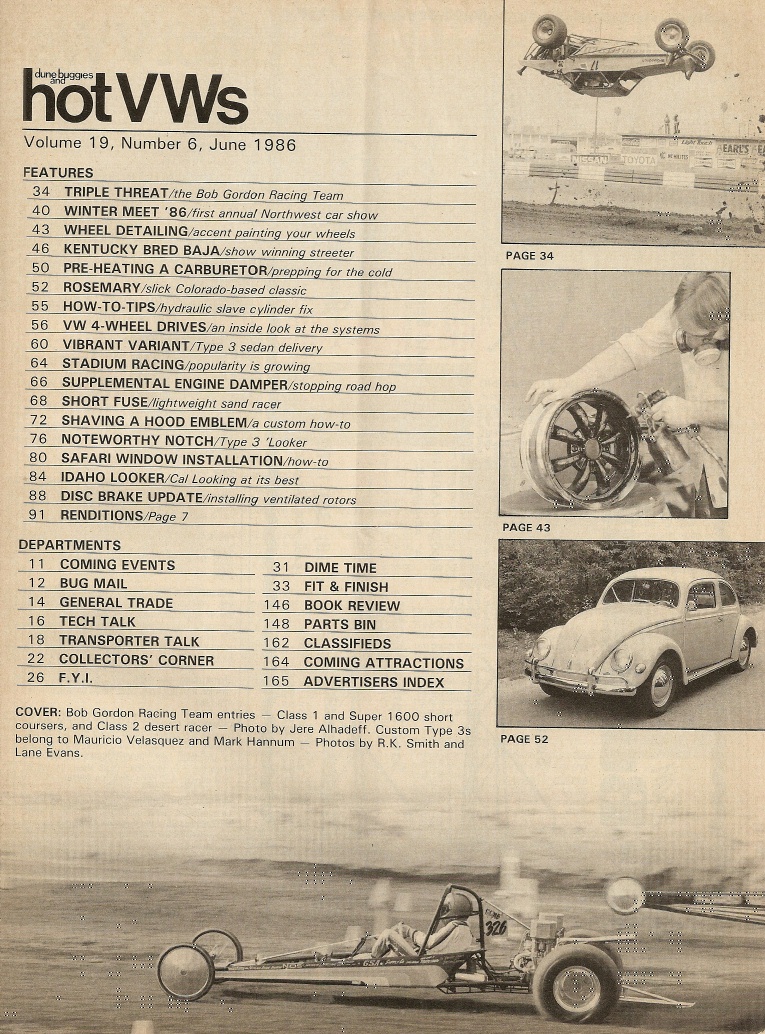 dune buggies
and
hot VWs
Volume 19, Number 6, June 1986
FEATURES
34 TRIPLE THREAT/the Bob Gordon Racing Team
40 WINTER MEET '86/first annual Northwest car show
43 WHEEL DETAILING/accent painting your wheels
46 KENTUCKY BRED BAJA/show winning streeter
50 PRE-HEATING A CARBURETOR/prepping for the cold
52 ROSEMARY/slick Colorado-based classic
55 HOW-TO-TIPS/hydraulic slave cylinder fix
56 VW 4-WHEEL DRIVES/an inside look at the systems
60 VIBRANT VARIANT/Type 3 sedan delivery
64 STADIUM RACING/popularity is growing
66 SUPPLEMENTAL ENGINE DAMPER/stopping road hop
68 SHORT FUSE/lightweight sand racer
72 SHAVING A HOOD EMBLEM/a custom how-to
76 NOTEWORTHY NOTCH/Type 3 'Looker
80 SAFARI WINDOW INSTALLATION/how-to
84 IDAHO LOOKER/Cal Looking at its best
88 DISC BRAKE UPDATE/installing ventilated rotors
91 RENDITIONS/Page 7
DEPARTMENTS
11 COMING EVENTS
12 BUG MAIL
14 GENERAL TRADE
16 TECH TALK
18 TRANSPORTER TALK
22 COLLECTORS' CORNER
26 F.Y.I.
31 DIME TIME
33 FIT & FINISH
146 BOOK REVIEW
148 PARTS BIN
162 CLASSIFIEDS
164 COMING ATTRACTIONS
165 ADVERTISERS INDEX
COVER: Bob Gordon Racing Team entries — Class 1 and Super 1600 short
coursers, and Class 2 desert racer — Photo by Jere Alhadeff. Custom Type 3s
belong to Mauricio Velasquez and Mark Hannum — Photos by R.K. Smith and
Lane Evans.
NISSAN TOYOTA
EARL'S
PAGE 34
PAGE 43
PAGE 52
326